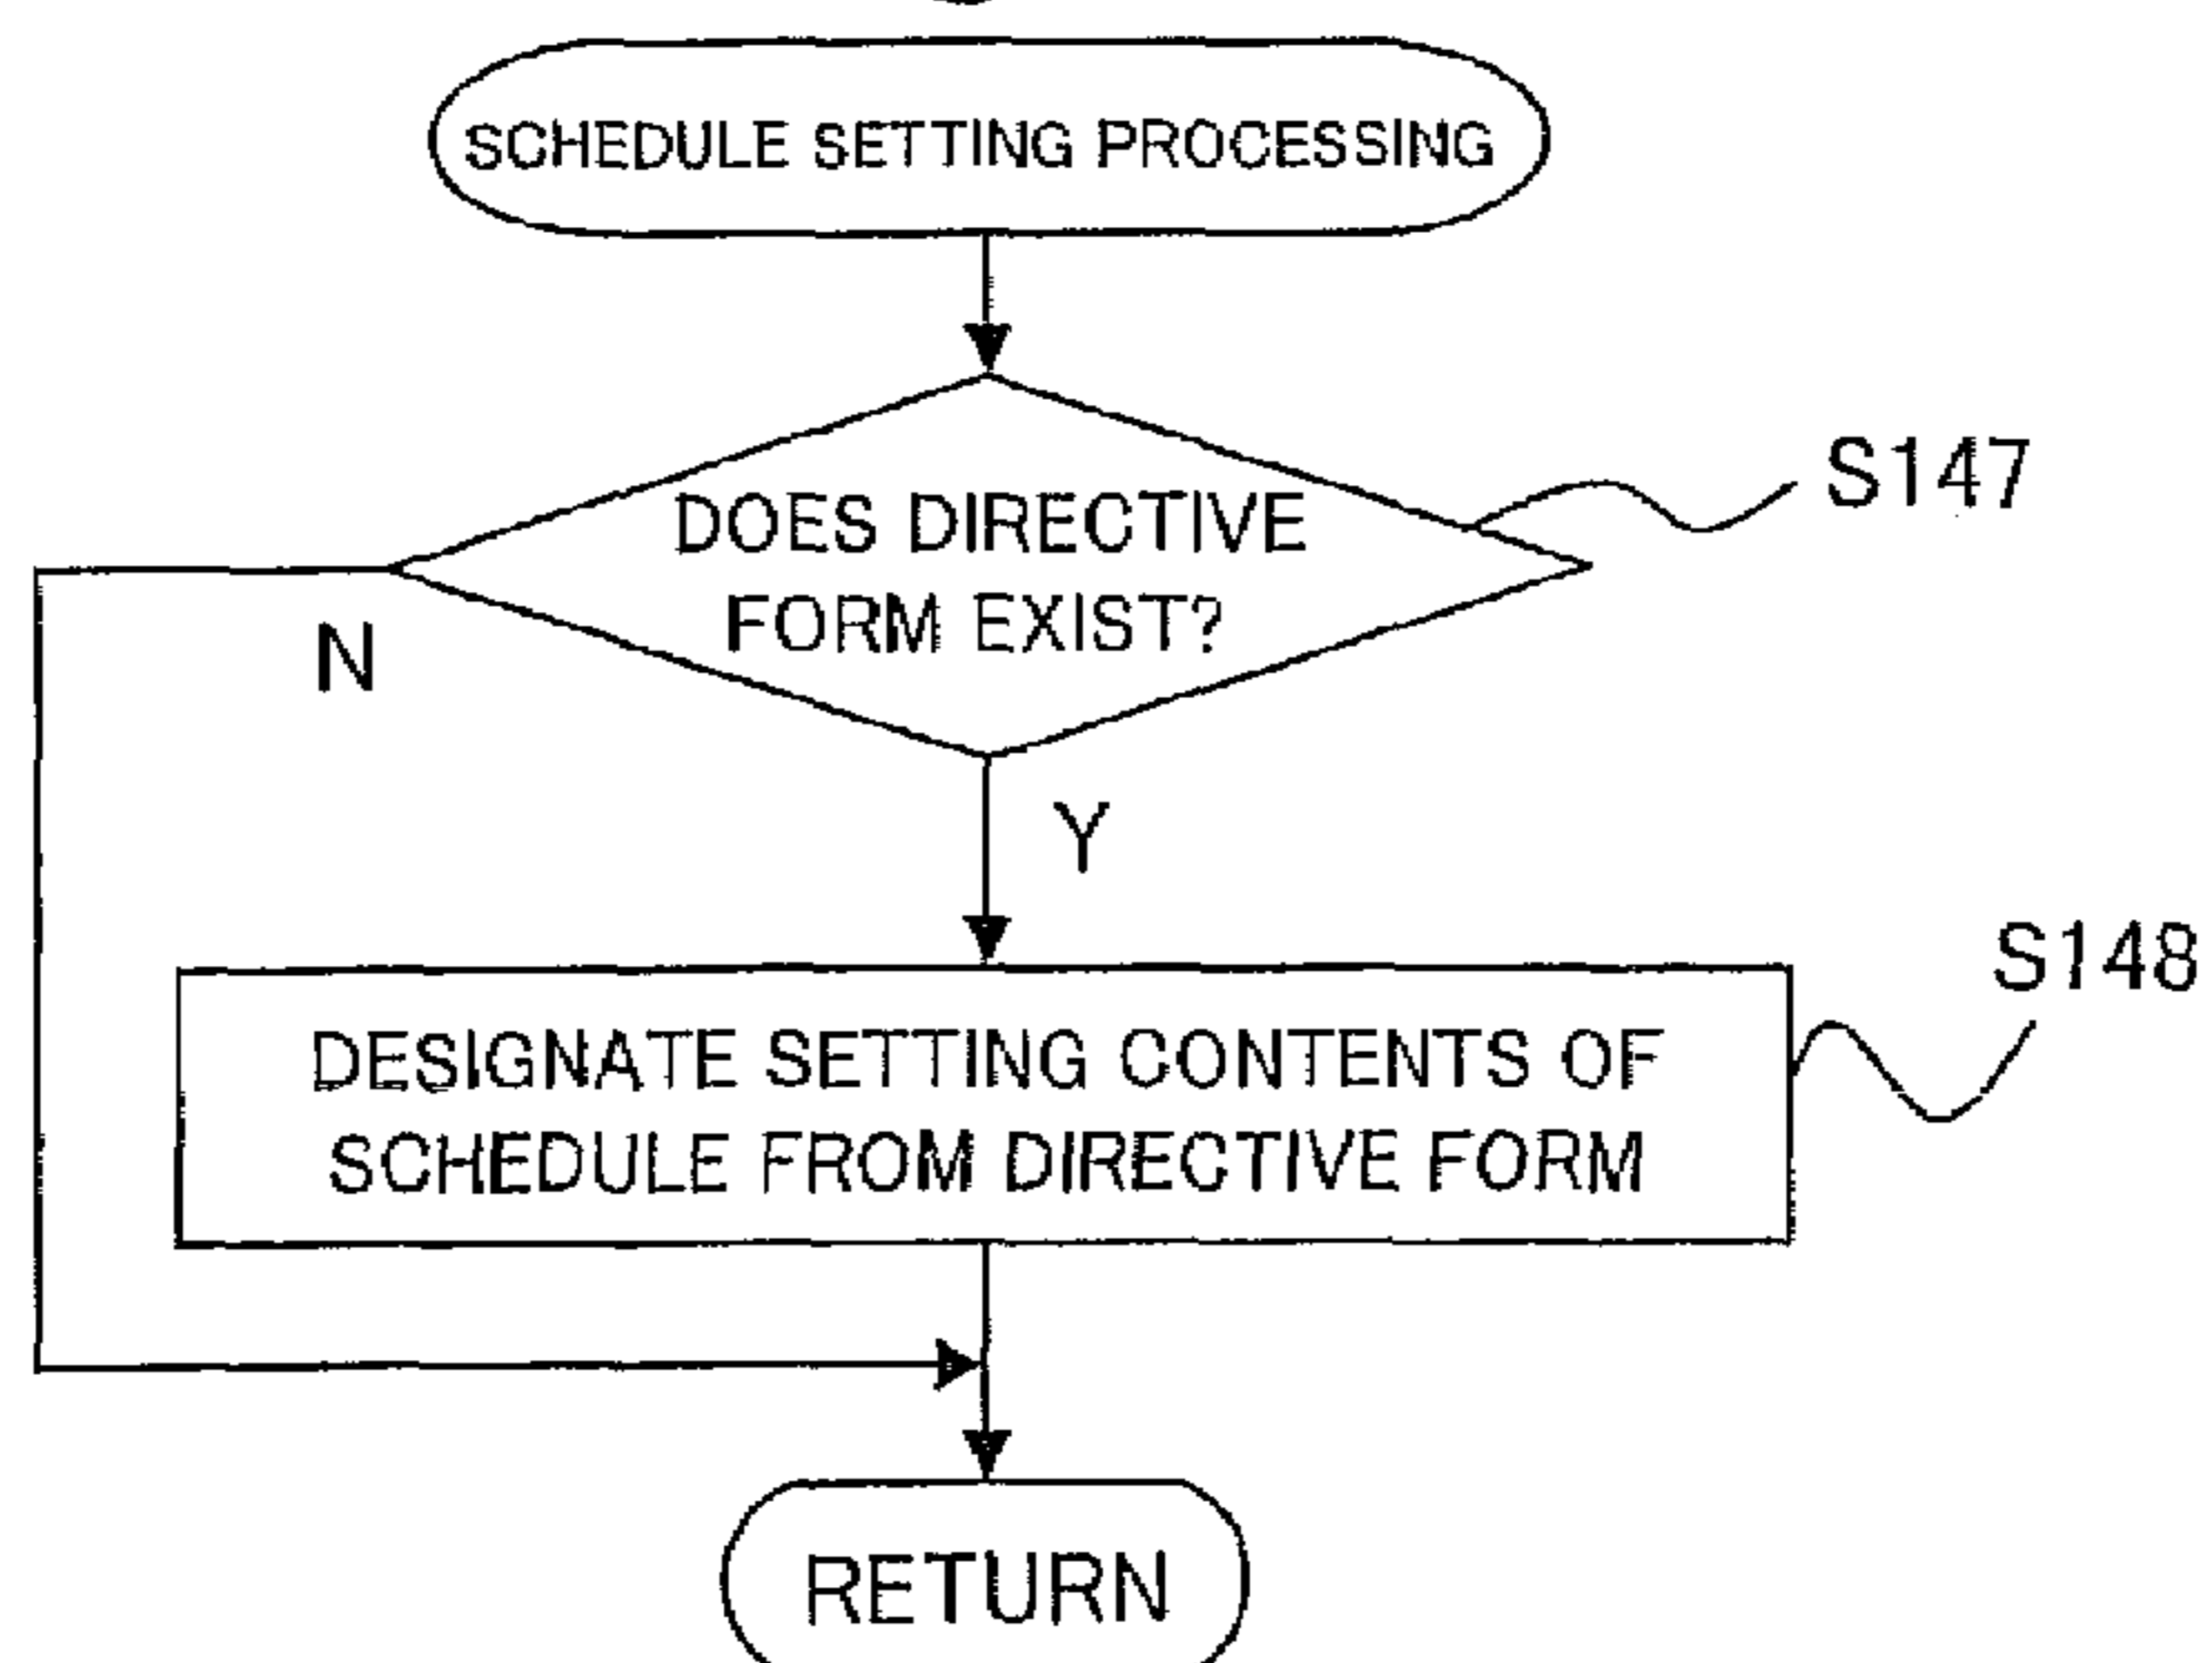 SCHEDULE SETTING PROCESSING
DOES DIRECTIVE
FORM EXIST?
S147
N
Y
S148
DESIGNATE SETTING CONTENTS OF
SCHEDULE FROM DIRECTIVE FORM
RETURN